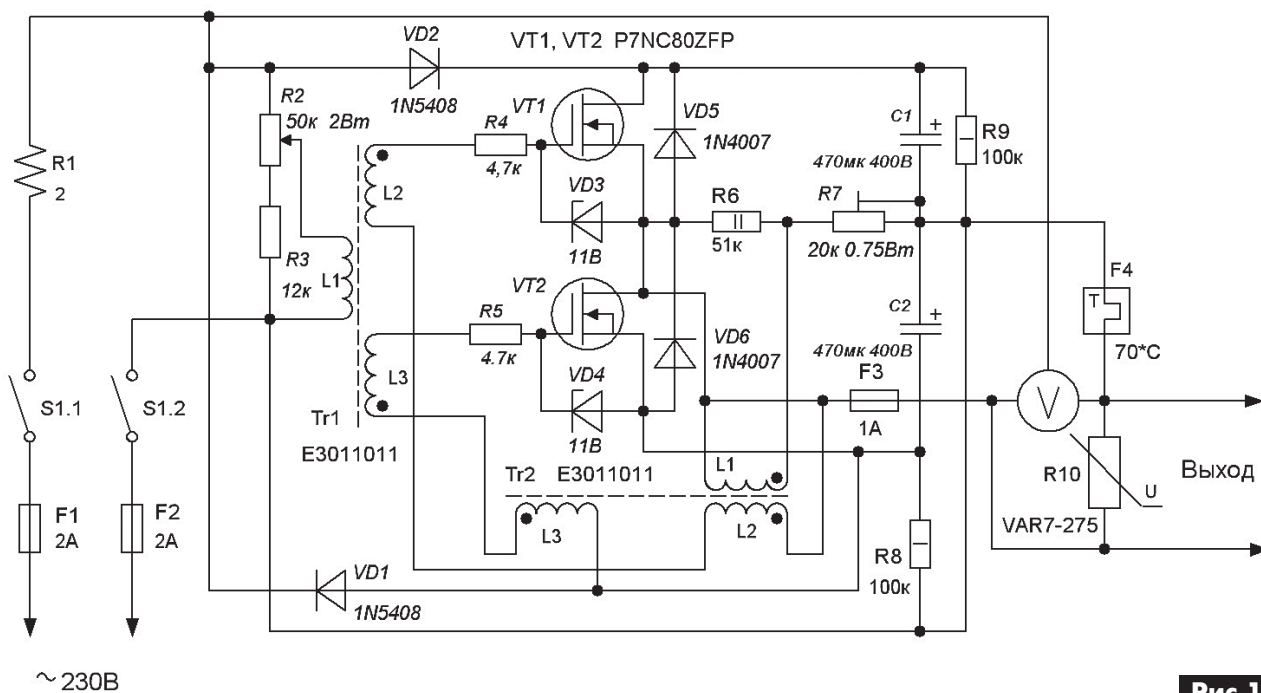 VD2
VT1, VT2 P7NC80ZFP
1N5408
R2
50к 2Вт
VT1
R4
4,7к
VD5
1N4007
C1
+
470мк 400В
R9
100к
R1
2
L2
VD3
11В
R6
51к
R7
20к 0.75Вт
R3
12к
L1
VT2
R5
4.7к
VD6
1N4007
C2
+
470мк 400В
F4
T
70*C
S1.1
S1.2
L3
VD4
11В
F3
1А
V
Tr1
E3011011
Tr2
E3011011
L1
L2
L3
R10
U
VAR7-275
Выход
F1
2А
F2
2А
R8
100к
VD1
1N5408
~230В
Рис.1